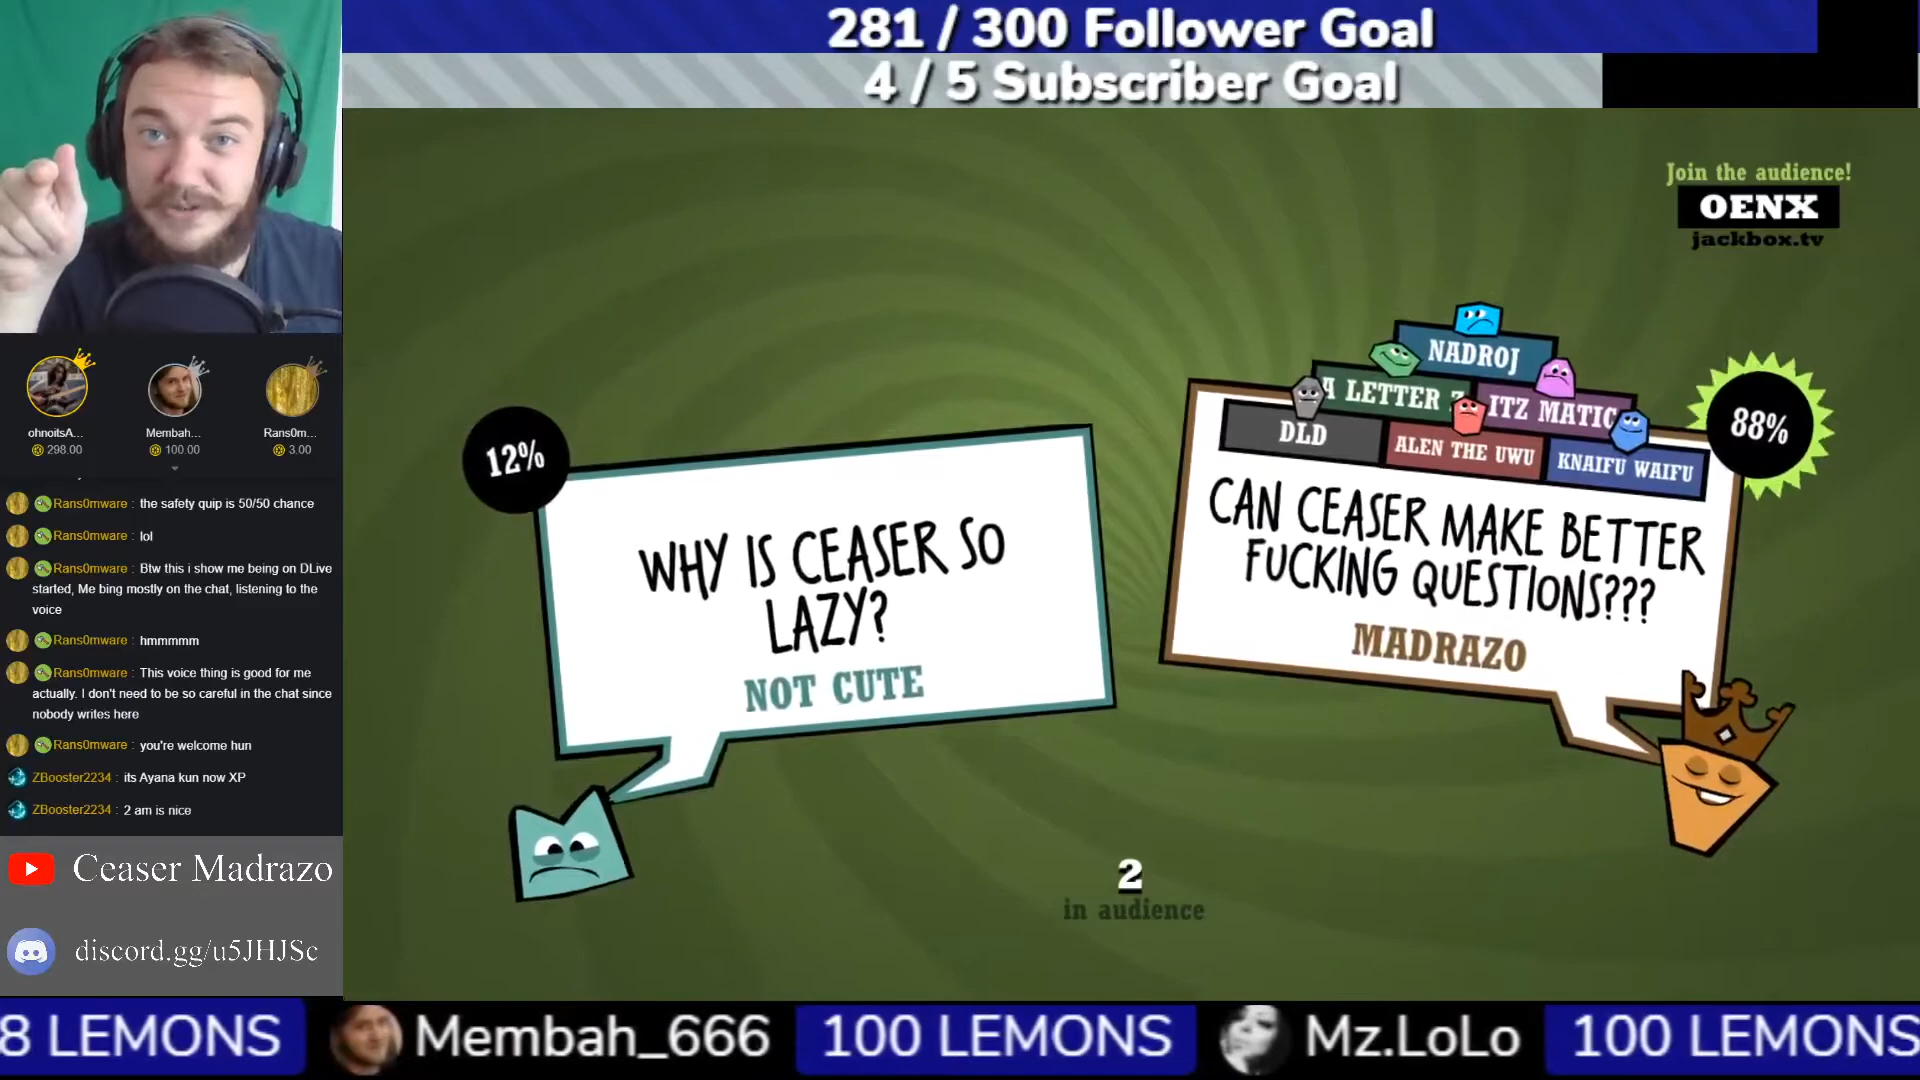 281 / 300 Follower Goal
4 / 5 Subscriber Goal
Join the audience!
OENX
jackbox.tv
NADROJ
A LETTER
ITZ MATIC
DLD
ALEN THE UWU
KNAIFU WAIFU
12%
88%
WHY IS CEASER SO
LAZY?
NOT CUTE
CAN CEASER MAKE BETTER
FUCKING QUESTIONS???
MADRAZO
2
in audience
ohnoitsA...
298.00
Membah...
100.00
Rans0m...
3.00
Rans0mware : the safety quip is 50/50 chance
Rans0mware : lol
Rans0mware : Btw this i show me being on DLive
started, Me bing mostly on the chat, listening to the
voice
Rans0mware : hmmmmm
Rans0mware : This voice thing is good for me
actually. I don't need to be so careful in the chat since
nobody writes here
Rans0mware : you're welcome hun
ZBooster2234 : its Ayana kun now XP
ZBooster2234 : 2 am is nice
Ceaser Madrazo
discord.gg/u5JHJSc
8 LEMONS
Membah_666
100 LEMONS
Mz.LoLo
100 LEMONS